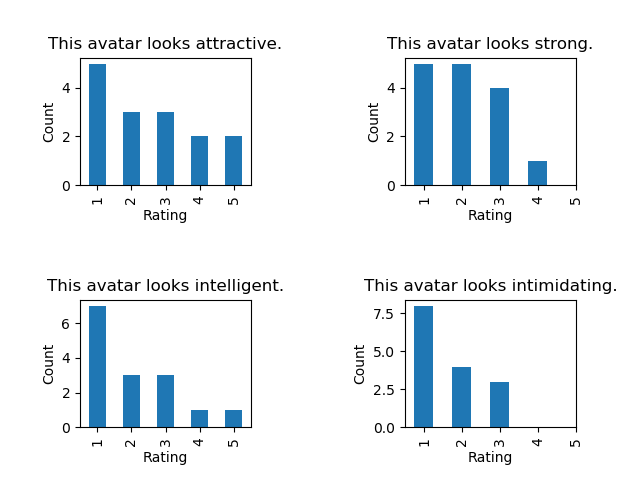 This avatar looks attractive.
Count
4
2
0
1 2 3 4 5
Rating
This avatar looks strong.
Count
4
2
0
1 2 3 4 5
Rating
This avatar looks intelligent.
Count
6
4
2
0
1 2 3 4 5
Rating
This avatar looks intimidating.
Count
7.5
5.0
2.5
0.0
1 2 3 4 5
Rating